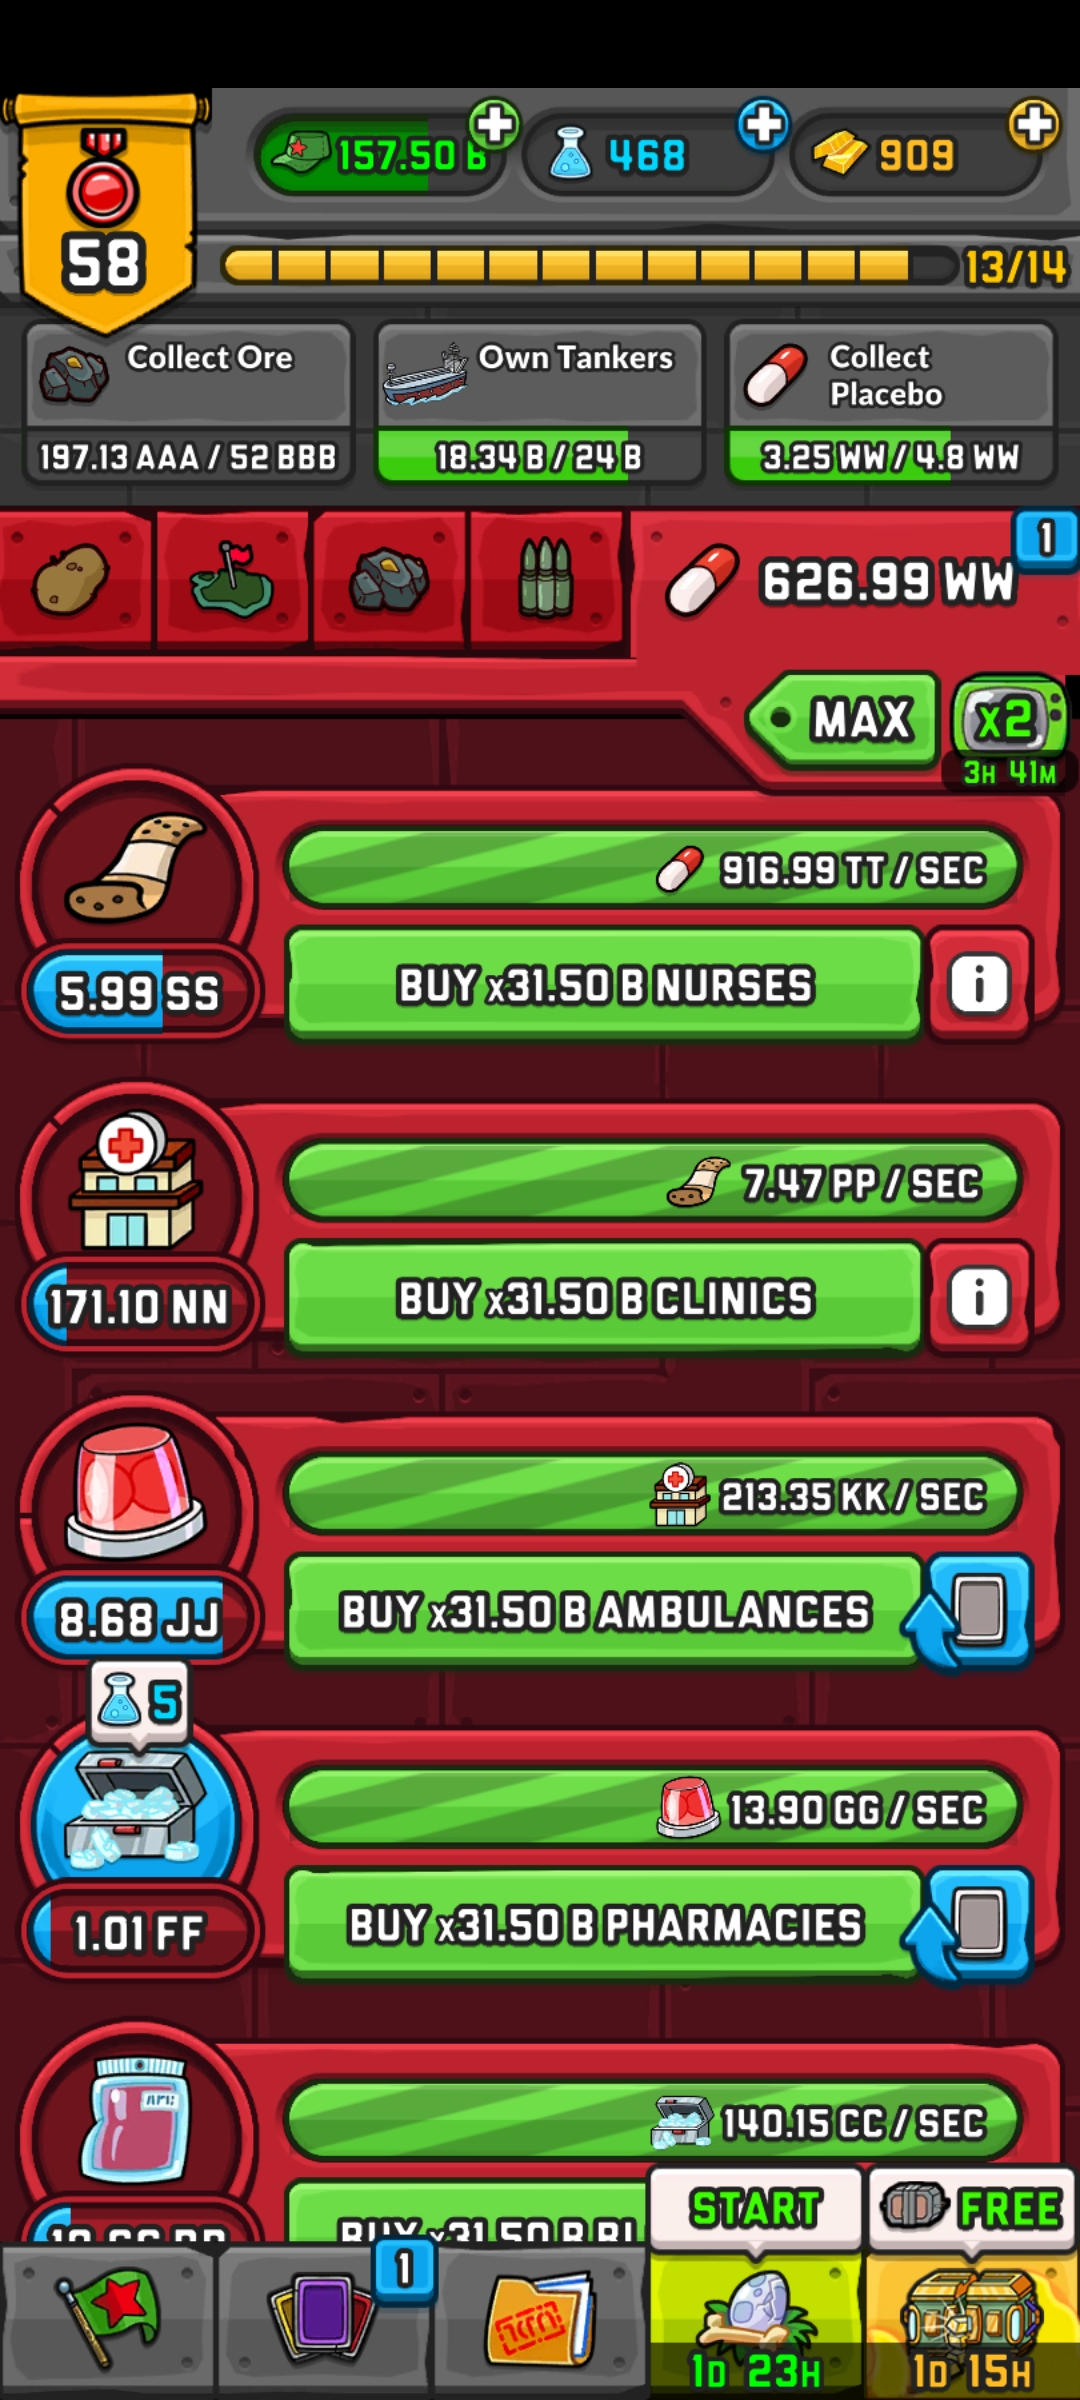 58
157.50 B
468
909
13/14
Collect Ore
197.13 AAA / 52 BBB
Own Tankers
18.34 B / 24 B
Collect
Placebo
3.25 WW / 4.8 WW
626.99 WW
1
MAX
x2
3H 41M
916.99 TT / SEC
5.99 SS
BUY x31.50 B NURSES
i
7.47 PP / SEC
171.10 NN
BUY x31.50 B CLINICS
i
213.35 KK / SEC
8.68 JJ
BUY x31.50 B AMBULANCES
5
13.90 GG / SEC
1.01 FF
BUY x31.50 B PHARMACIES
140.15 CC / SEC
BUY x31.50 B
START
FREE
1
1D 23H
1D 15H